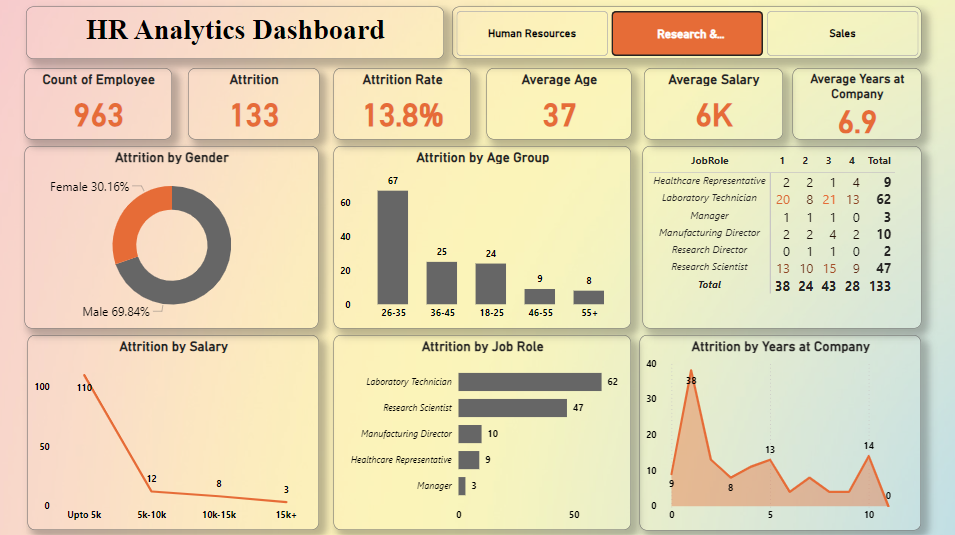 HR Analytics Dashboard
Human Resources
Research &...
Sales
Count of Employee
963
Attrition
133
Attrition Rate
13.8%
Average Age
37
Average Salary
6K
Average Years at
Company
6.9
Attrition by Gender
Female 30.16%
Male 69.84%
Attrition by Age Group
60
40
20
0
67
25
24
9
8
26-35 36-45 18-25 46-55 55+
JobRole 1 2 3 4 Total
Healthcare Representative 2 2 1 4 9
Laboratory Technician 20 8 21 13 62
Manager 1 1 1 0 3
Manufacturing Director 2 2 4 2 10
Research Director 0 1 1 0 2
Research Scientist 13 10 15 9 47
Total 38 24 43 28 133
Attrition by Salary
100
50
0
110
12
8
3
Upto 5k 5k-10k 10k-15k 15k+
Attrition by Job Role
Laboratory Technician 62
Research Scientist 47
Manufacturing Director 10
Healthcare Representative 9
Manager 3
0 50
Attrition by Years at Company
40
30
20
10
0
9
38
8
13
14
0
0 5 10